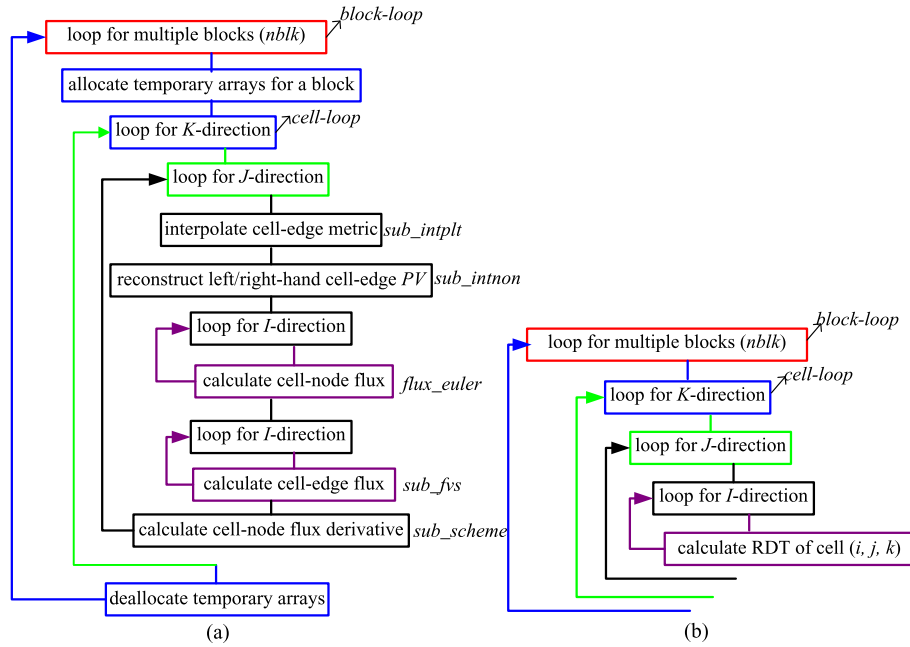 block-loop
loop for multiple blocks (nblk)
allocate temporary arrays for a block
cell-loop
loop for K-direction
loop for J-direction
interpolate cell-edge metric sub_intplt
reconstruct left/right-hand cell-edge PV sub_intnon
loop for I-direction
calculate cell-node flux flux_euler
loop for I-direction
calculate cell-edge flux sub_fvs
calculate cell-node flux derivative sub_scheme
deallocate temporary arrays
(a)
block-loop
loop for multiple blocks (nblk)
cell-loop
loop for K-direction
loop for J-direction
loop for I-direction
calculate RDT of cell (i, j, k)
(b)